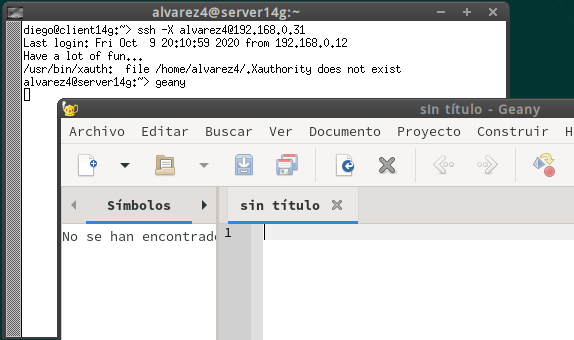 alvarez4@server14g:~
diego@client14g:~> ssh -X alvarez4@192.168.0.31
Last login: Fri Oct  9 20:10:59 2020 from 192.168.0.12
Have a lot of fun...
/usr/bin/xauth:  file /home/alvarez4/.Xauthority does not exist
alvarez4@server14g:~> geany
sin título - Geany
Archivo Editar Buscar Ver Documento Proyecto Construir H
Símbolos sin título
No se han encontrado 1